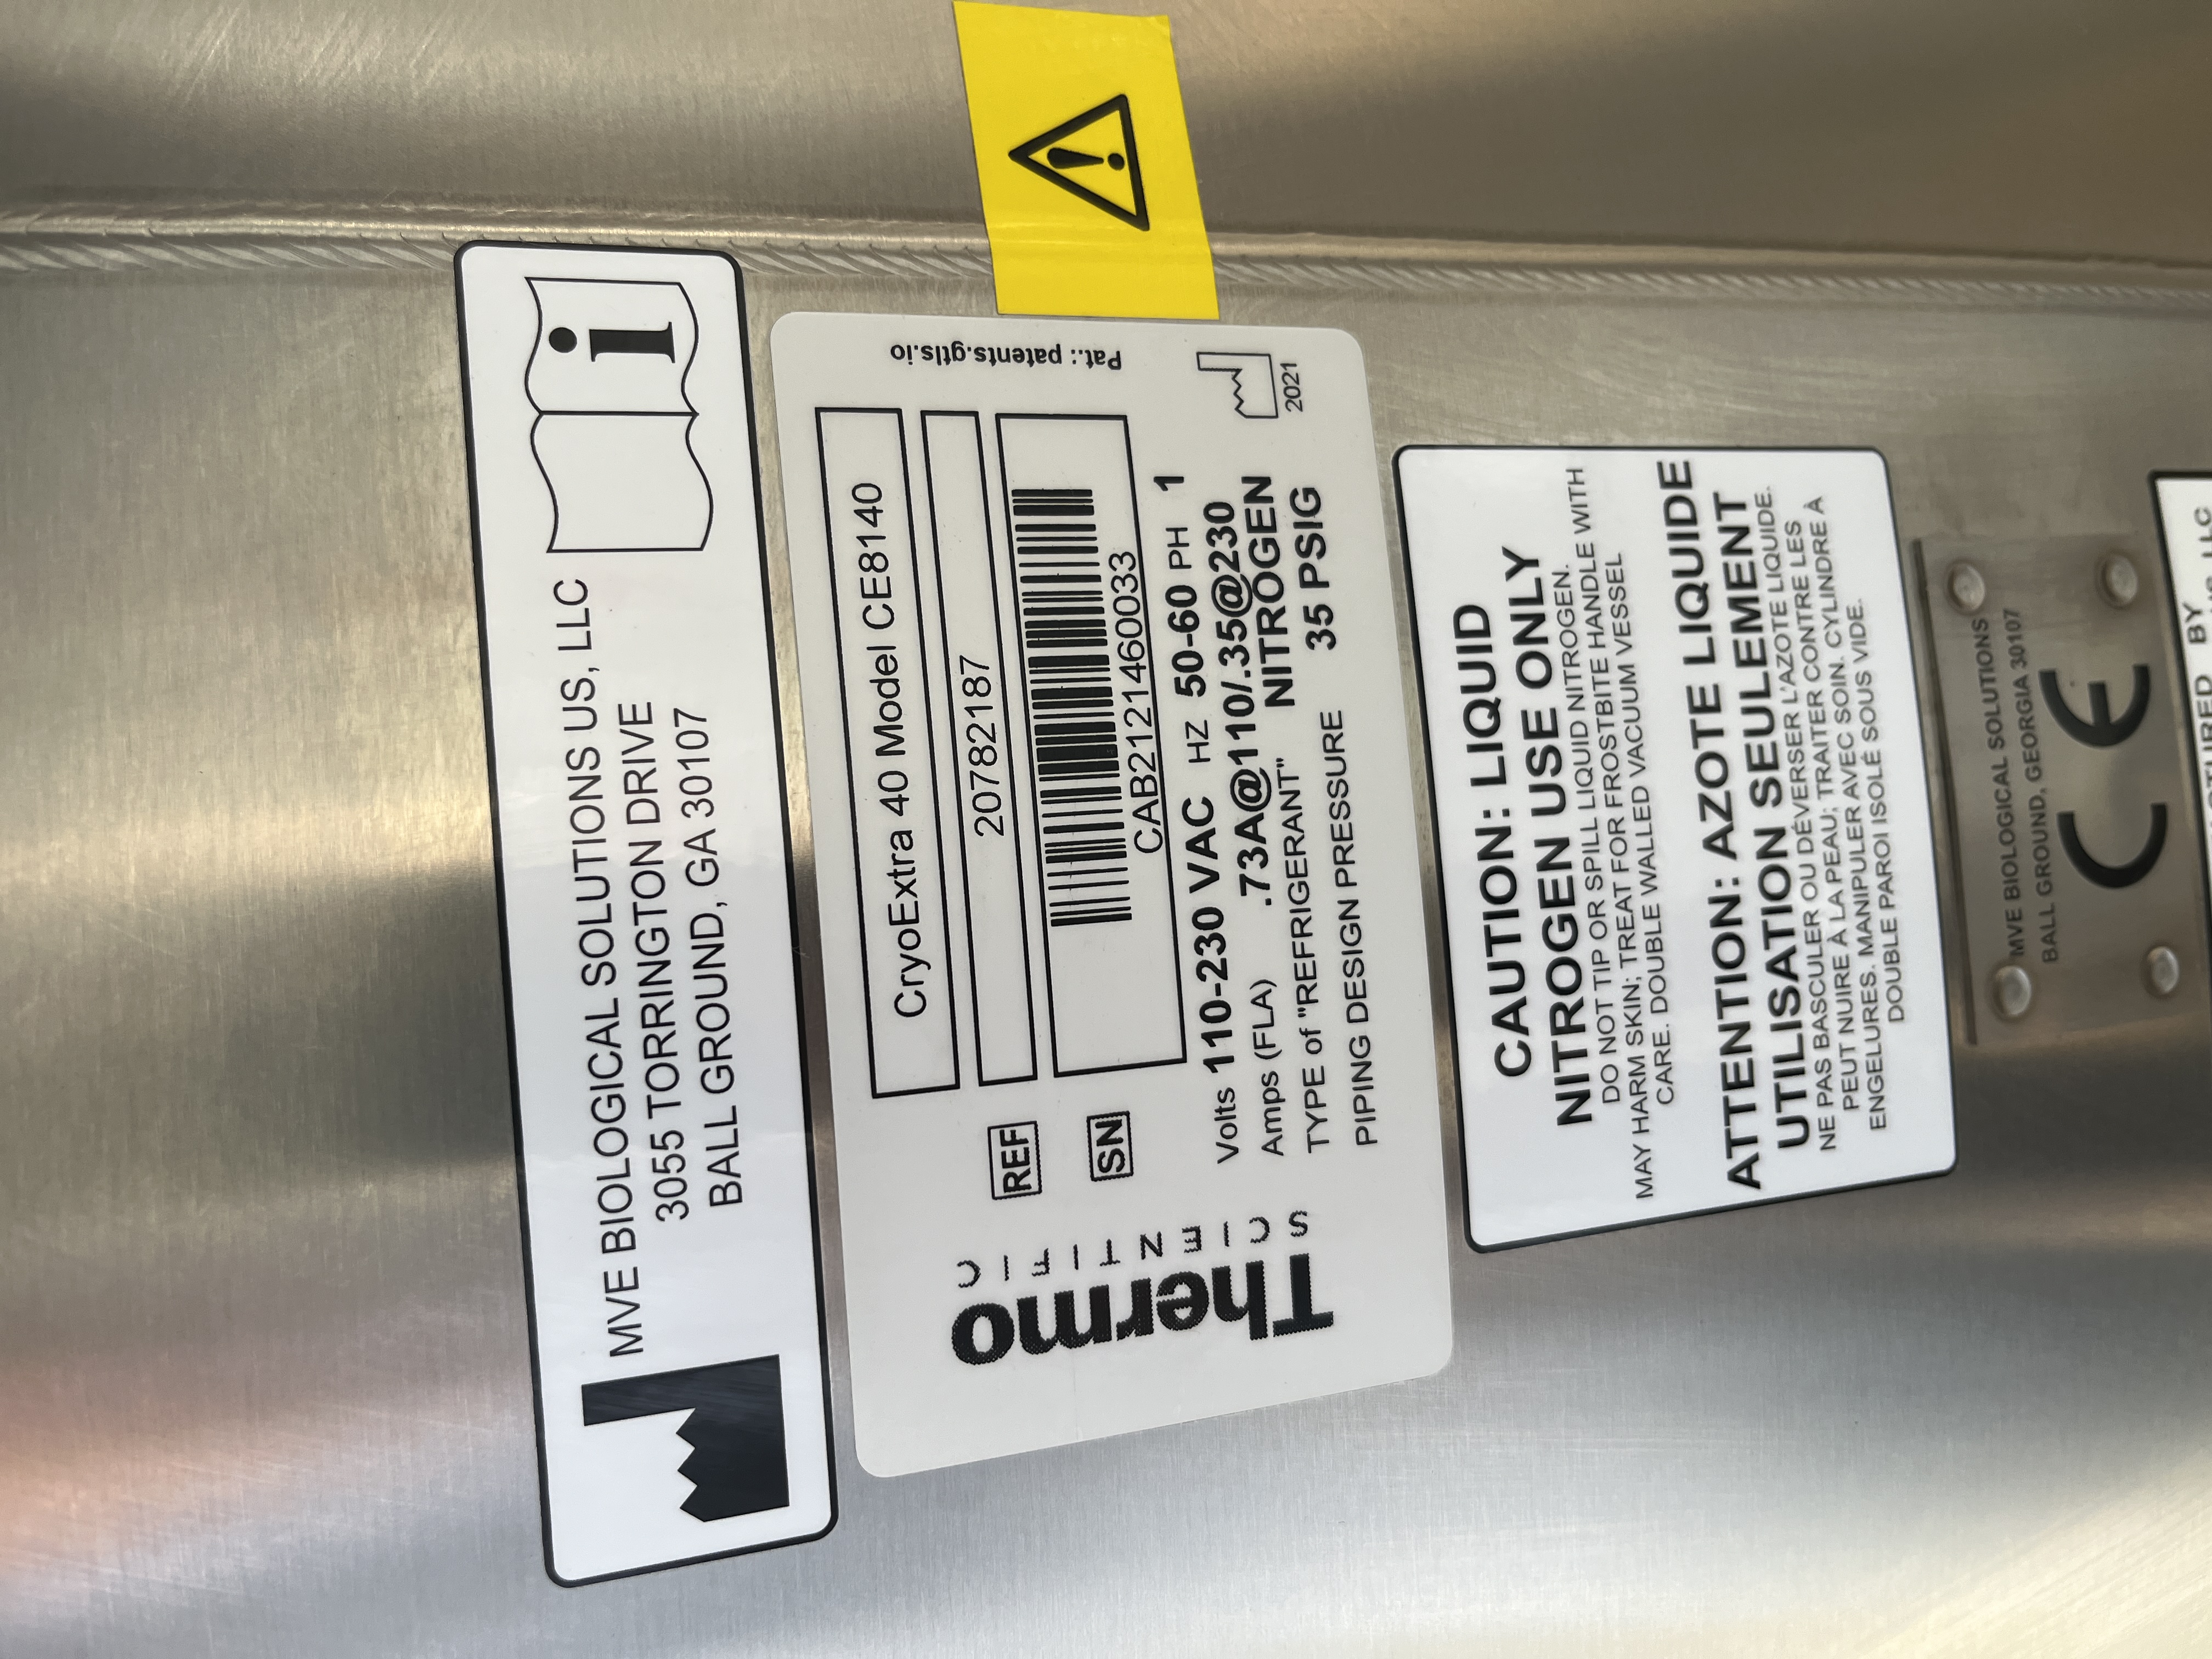 MVE BIOLOGICAL SOLUTIONS US, LLC
3055 TORRINGTON DRIVE
BALL GROUND, GA 30107
i
Thermo
SCIENTIFIC
CryoExtra 40 Model CE8140
REF
20782187
SN
CAB2121460033
Volts 110-230 VAC HZ 50-60 PH 1
Amps (FLA) .73A@110/.35@230
TYPE of "REFRIGERANT" NITROGEN
PIPING DESIGN PRESSURE 35 PSIG
Pat.: patents.gtls.io
2021
CAUTION: LIQUID
NITROGEN USE ONLY
DO NOT TIP OR SPILL LIQUID NITROGEN.
MAY HARM SKIN; TREAT FOR FROSTBITE HANDLE WITH
CARE. DOUBLE WALLED VACUUM VESSEL
ATTENTION: AZOTE LIQUIDE
UTILISATION SEULEMENT
NE PAS BASCULER OU DÉVERSER L'AZOTE LIQUIDE.
PEUT NUIRE À LA PEAU; TRAITER CONTRE LES
ENGELURES. MANIPULER AVEC SOIN. CYLINDRE À
DOUBLE PAROI ISOLÉ SOUS VIDE.
MVE BIOLOGICAL SOLUTIONS
BALL GROUND, GEORGIA 30107
CE
BY
LLC